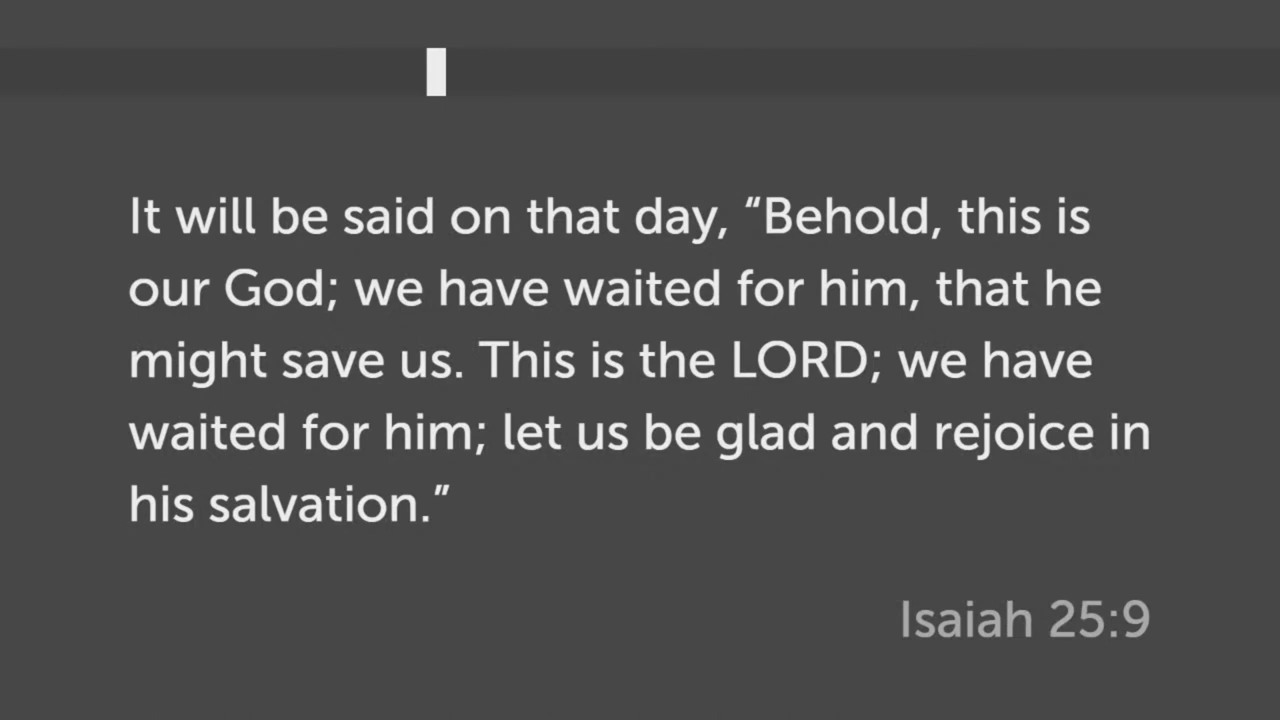 It will be said on that day, “Behold, this is
our God; we have waited for him, that he
might save us. This is the LORD; we have
waited for him; let us be glad and rejoice in
his salvation.”
Isaiah 25:9